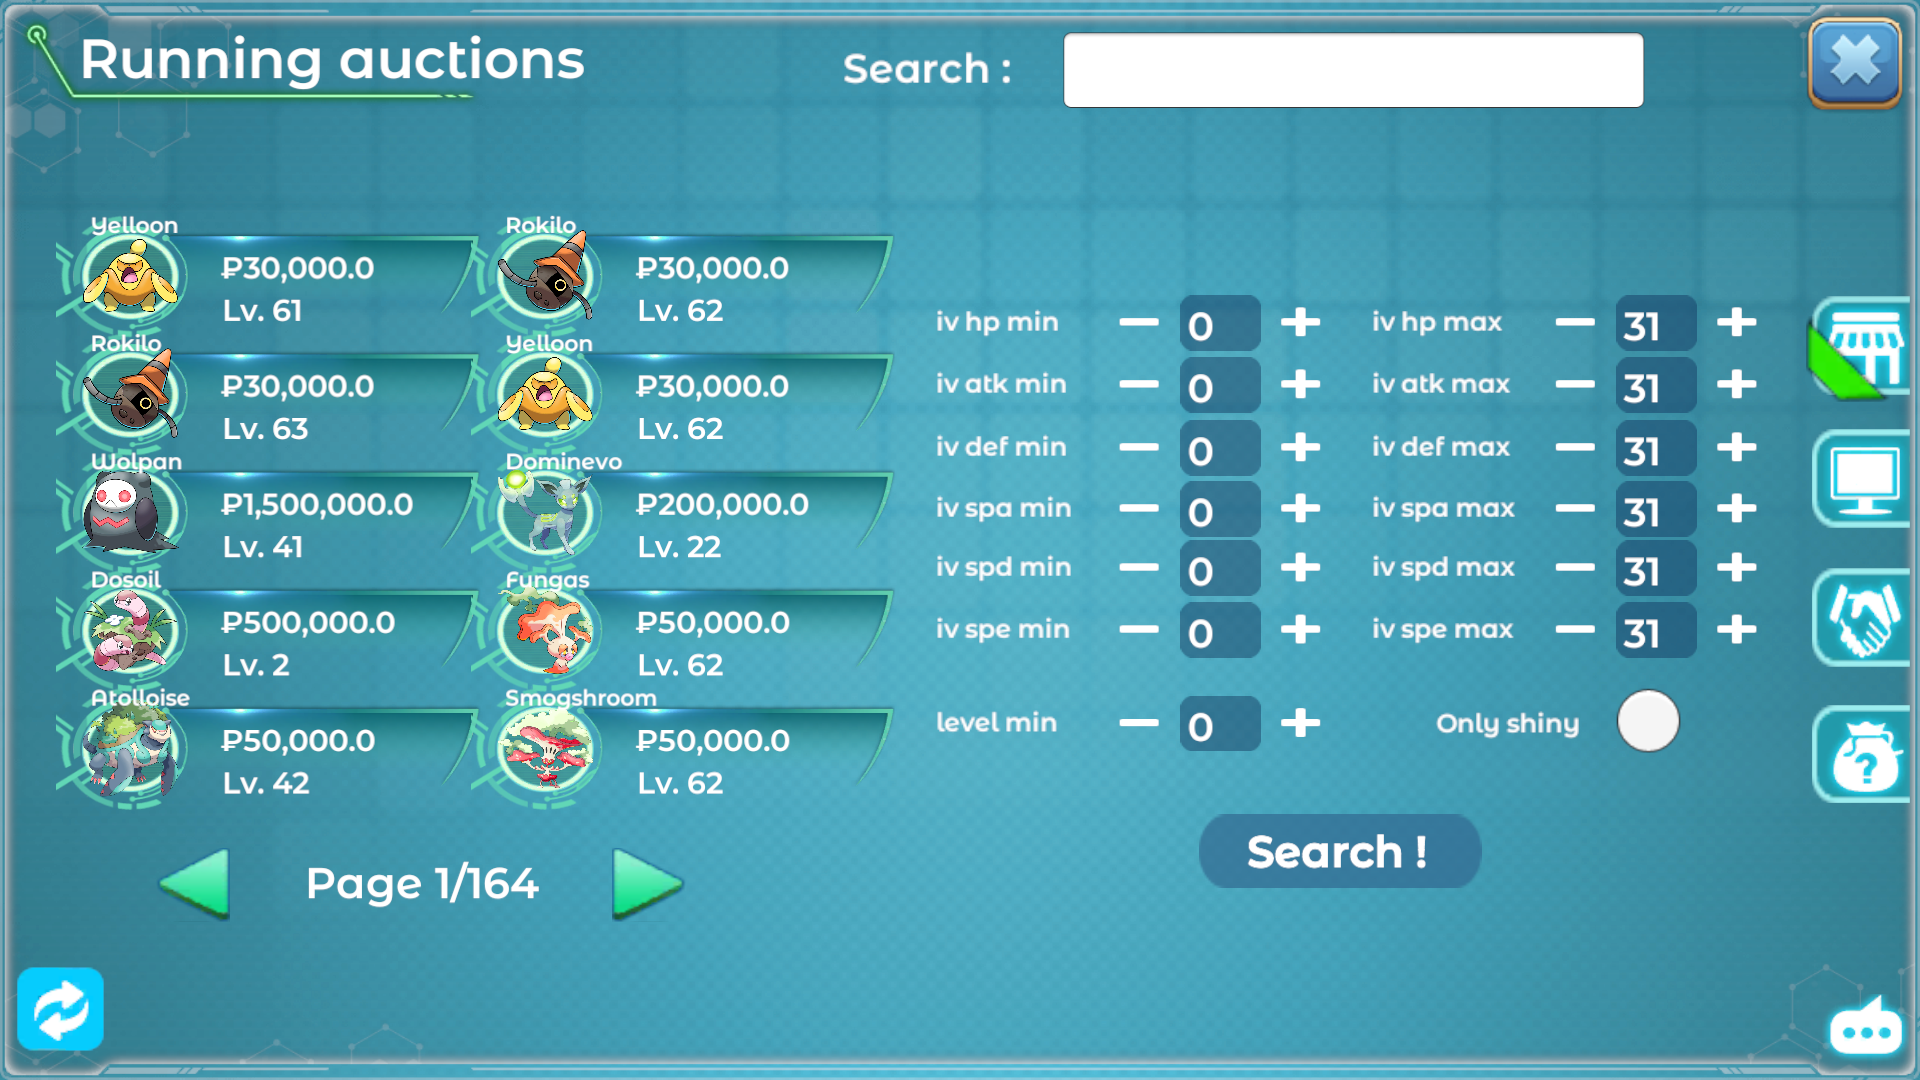 Running auctions
Search :
Yelloon
₽30,000.0
Lv. 61
Rokilo
₽30,000.0
Lv. 62
Rokilo
₽30,000.0
Lv. 63
Yelloon
₽30,000.0
Lv. 62
Wolpan
₽1,500,000.0
Lv. 41
Dominevo
₽200,000.0
Lv. 22
Dosoil
₽500,000.0
Lv. 2
Fungas
₽50,000.0
Lv. 62
Atolloise
₽50,000.0
Lv. 42
Smogshroom
₽50,000.0
Lv. 62
Page 1/164
iv hp min — 0 + iv hp max — 31 +
iv atk min — 0 + iv atk max — 31 +
iv def min — 0 + iv def max — 31 +
iv spa min — 0 + iv spa max — 31 +
iv spd min — 0 + iv spd max — 31 +
iv spe min — 0 + iv spe max — 31 +
level min — 0 + Only shiny
Search !
?